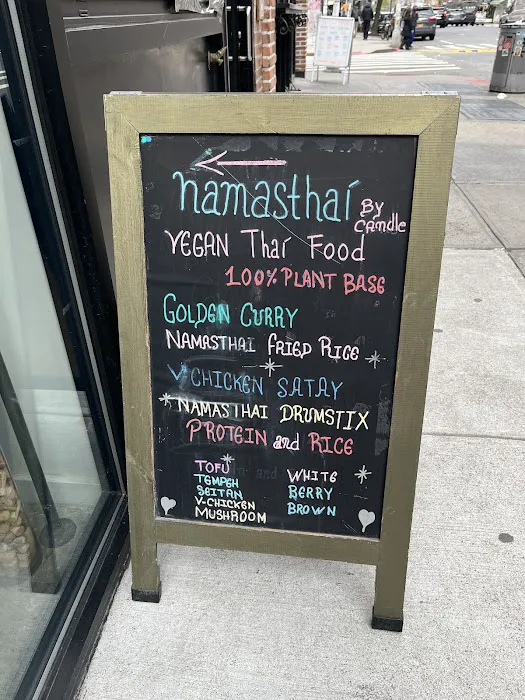 namasthai
By
Candle
VEGAN Thai Food
100% PLANT BASE
GOLDEN CURRY
NAMASTHAI FRIED RICE
V-CHICKEN SATAY
NAMASTHAI DRUMSTIX
PROTEIN and RICE
TOFU
TEMPEH
SEITAN
V-CHICKEN
MUSHROOM
WHITE
BERRY
BROWN